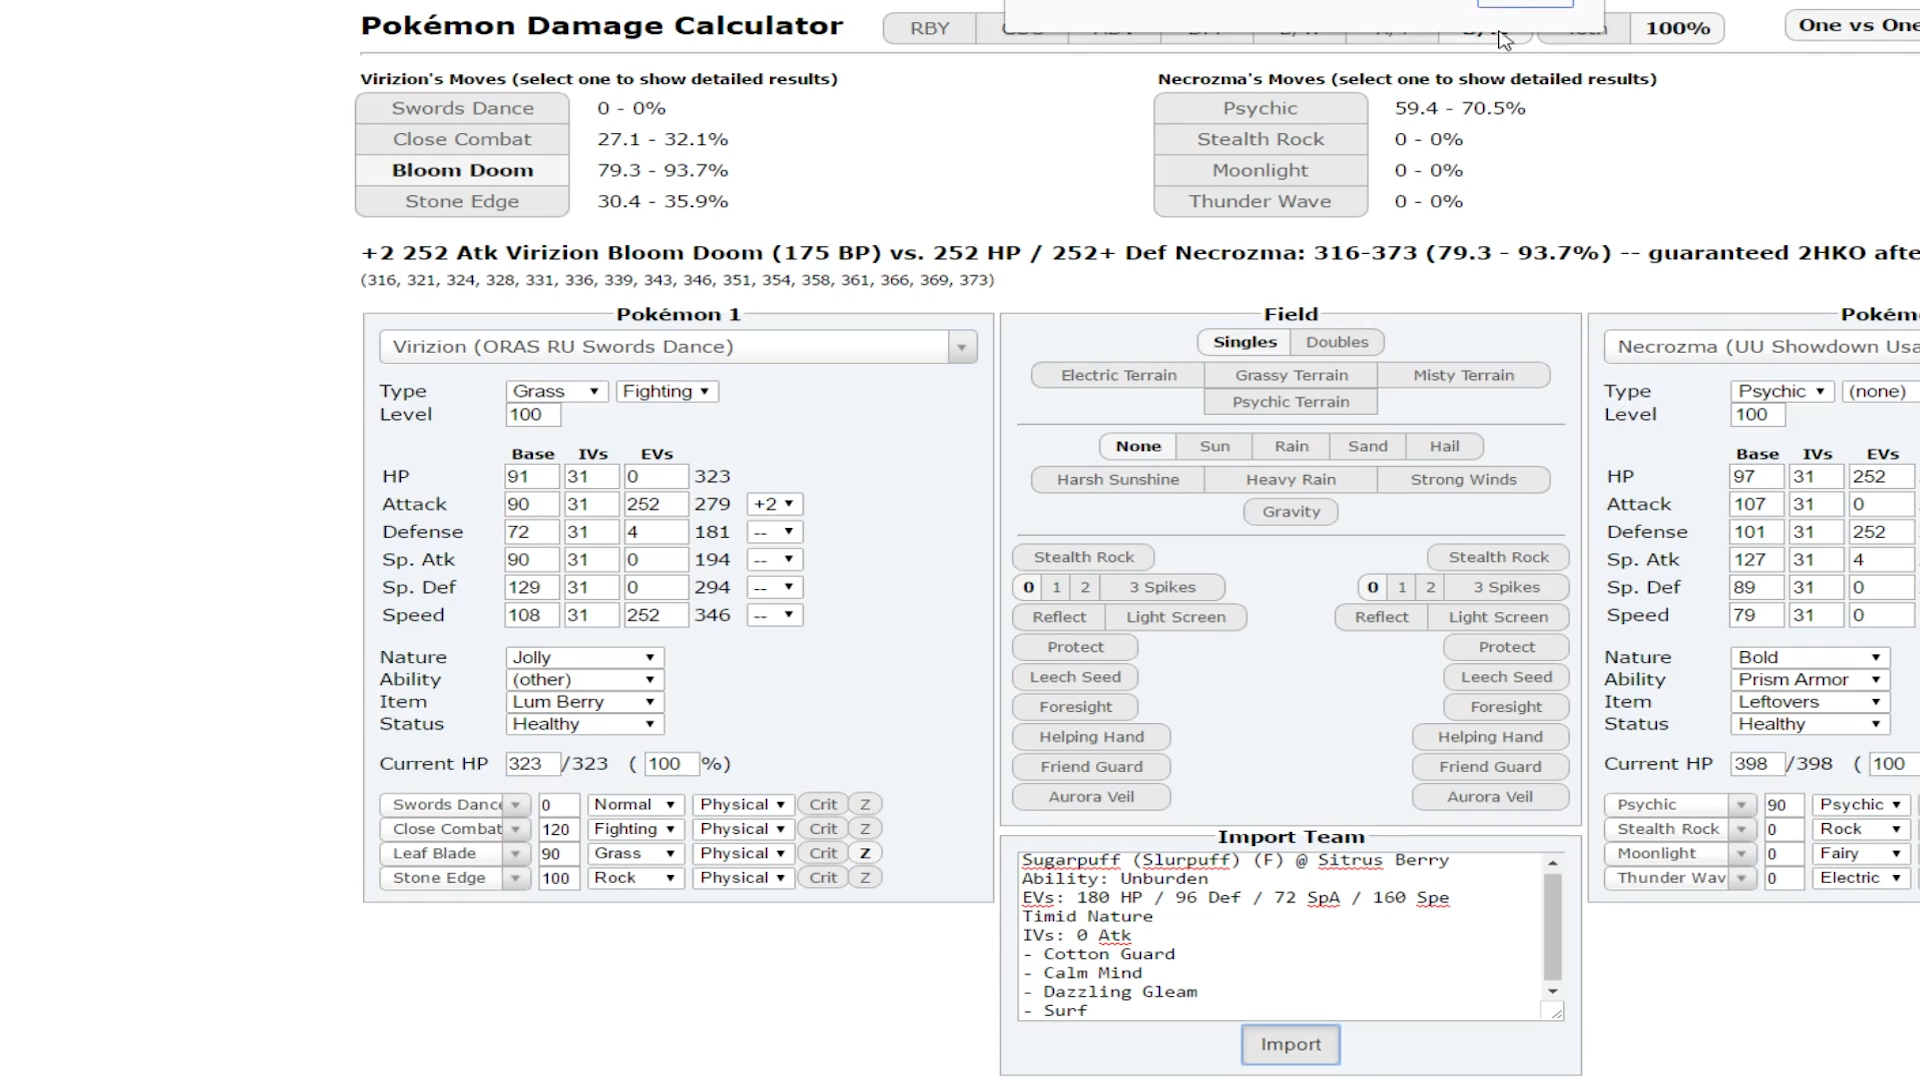 Pokémon Damage Calculator
RBY
100%
One vs One
Virizion's Moves (select one to show detailed results)
Swords Dance 0 - 0%
Close Combat 27.1 - 32.1%
Bloom Doom 79.3 - 93.7%
Stone Edge 30.4 - 35.9%
Necrozma's Moves (select one to show detailed results)
Psychic 59.4 - 70.5%
Stealth Rock 0 - 0%
Moonlight 0 - 0%
Thunder Wave 0 - 0%
+2 252 Atk Virizion Bloom Doom (175 BP) vs. 252 HP / 252+ Def Necrozma: 316-373 (79.3 - 93.7%) -- guaranteed 2HKO afte
(316, 321, 324, 328, 331, 336, 339, 343, 346, 351, 354, 358, 361, 366, 369, 373)
Pokémon 1
Virizion (ORAS RU Swords Dance)
Type Grass Fighting
Level 100
Base IVs EVs
HP 91 31 0 323
Attack 90 31 252 279 +2
Defense 72 31 4 181 --
Sp. Atk 90 31 0 194 --
Sp. Def 129 31 0 294 --
Speed 108 31 252 346 --
Nature Jolly
Ability (other)
Item Lum Berry
Status Healthy
Current HP 323 /323 ( 100 %)
Swords Dance 0 Normal Physical Crit Z
Close Combat 120 Fighting Physical Crit Z
Leaf Blade 90 Grass Physical Crit Z
Stone Edge 100 Rock Physical Crit Z
Field
Singles Doubles
Electric Terrain Grassy Terrain Misty Terrain
Psychic Terrain
None Sun Rain Sand Hail
Harsh Sunshine Heavy Rain Strong Winds
Gravity
Stealth Rock Stealth Rock
0 1 2 3 Spikes 0 1 2 3 Spikes
Reflect Light Screen Reflect Light Screen
Protect Protect
Leech Seed Leech Seed
Foresight Foresight
Helping Hand Helping Hand
Friend Guard Friend Guard
Aurora Veil Aurora Veil
Import Team
Sugarpuff (Slurpuff) (F) @ Sitrus Berry
Ability: Unburden
EVs: 180 HP / 96 Def / 72 SpA / 160 Spe
Timid Nature
IVs: 0 Atk
- Cotton Guard
- Calm Mind
- Dazzling Gleam
- Surf
Import
Pokém
Necrozma (UU Showdown Usa
Type Psychic (none)
Level 100
Base IVs EVs
HP 97 31 252
Attack 107 31 0
Defense 101 31 252
Sp. Atk 127 31 4
Sp. Def 89 31 0
Speed 79 31 0
Nature Bold
Ability Prism Armor
Item Leftovers
Status Healthy
Current HP 398 /398 ( 100
Psychic 90 Psychic
Stealth Rock 0 Rock
Moonlight 0 Fairy
Thunder Wav 0 Electric